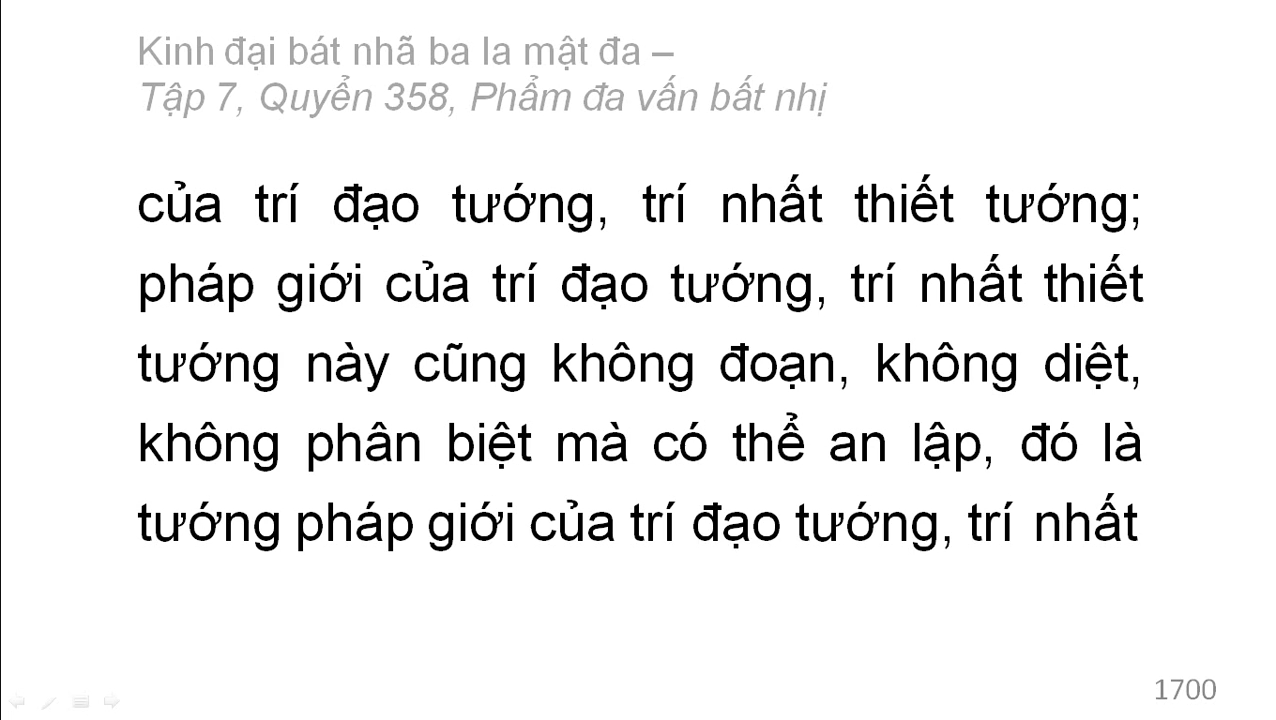 Kinh đại bát nhã ba la mật đa –
Tập 7, Quyển 358, Phẩm đa vấn bất nhị
của trí đạo tướng, trí nhất thiết tướng;
pháp giới của trí đạo tướng, trí nhất thiết
tướng này cũng không đoạn, không diệt,
không phân biệt mà có thể an lập, đó là
tướng pháp giới của trí đạo tướng, trí nhất
1700